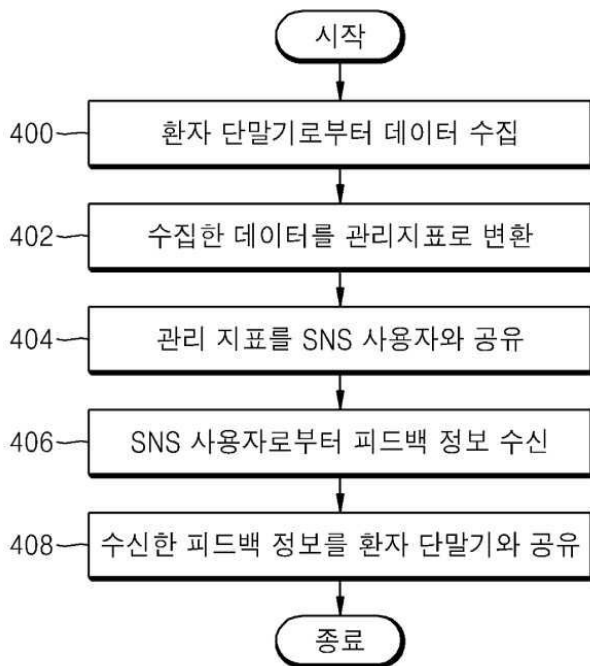 시작
400 환자 단말기로부터 데이터 수집
402 수집한 데이터를 관리지표로 변환
404 관리 지표를 SNS 사용자와 공유
406 SNS 사용자로부터 피드백 정보 수신
408 수신한 피드백 정보를 환자 단말기와 공유
종료